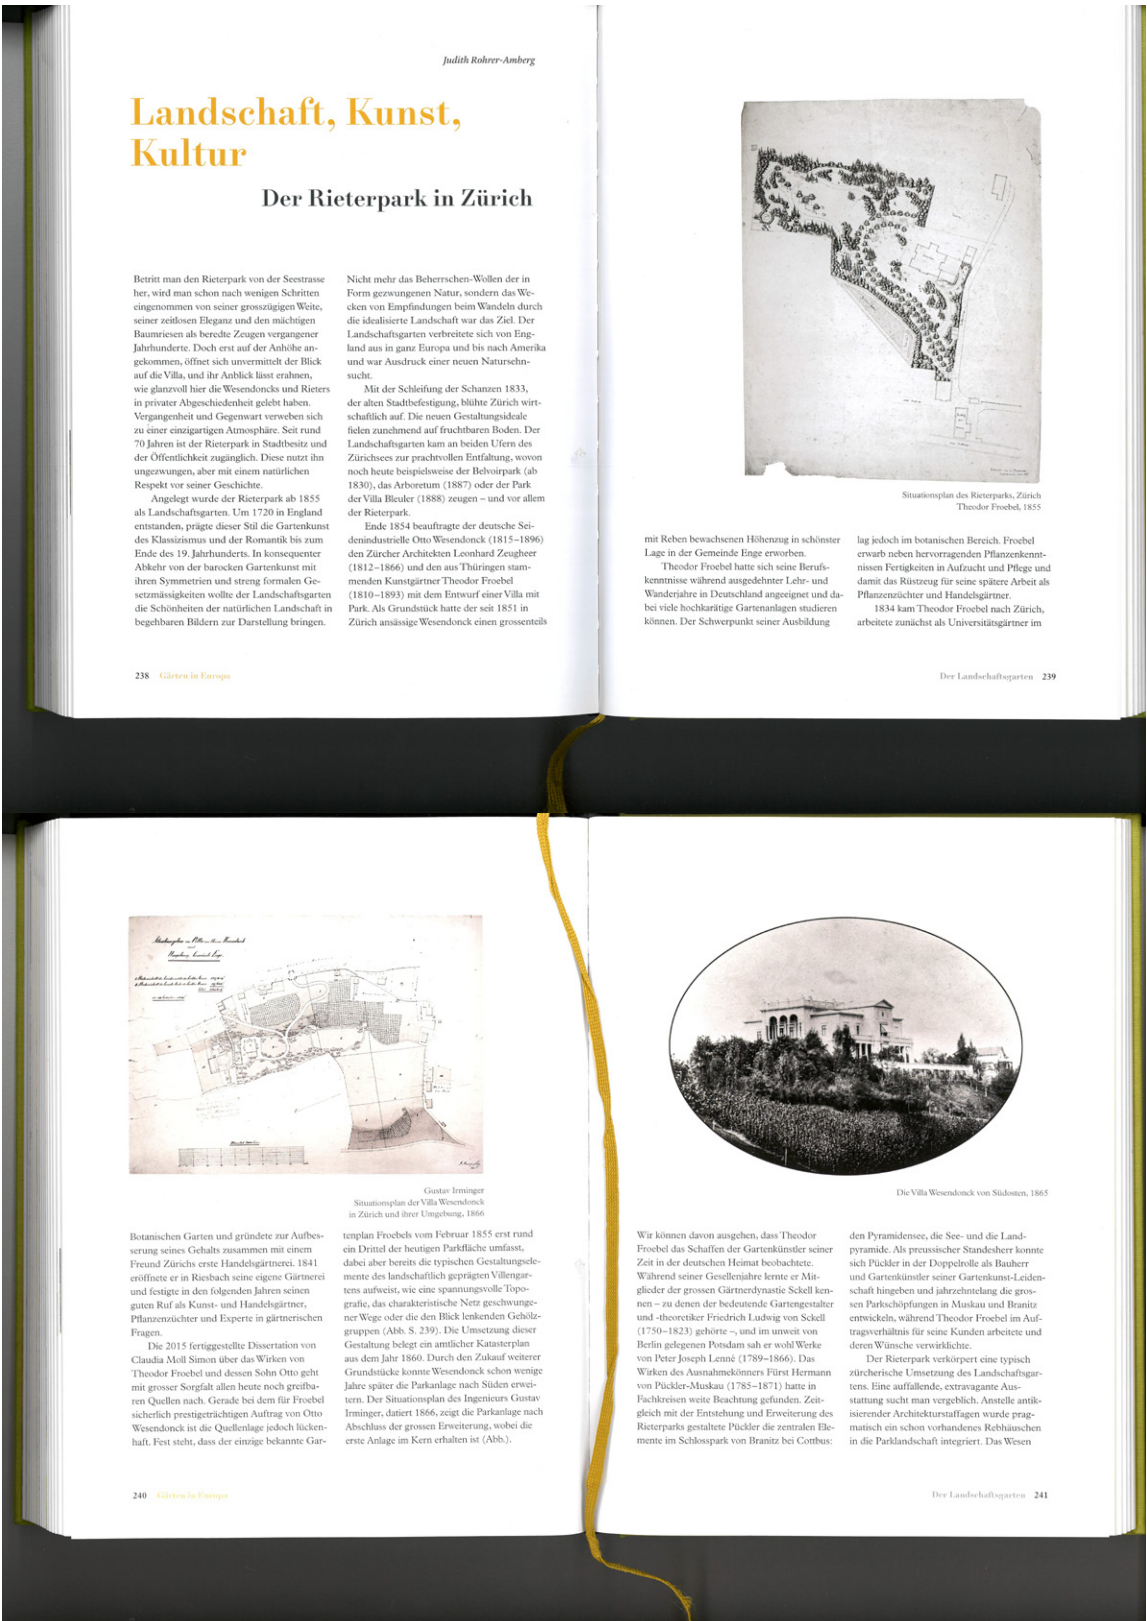 Judith Rohrer-Amberg
Landschaft, Kunst,
Kultur
Der Rieterpark in Zürich
Betritt man den Rieterpark von der Seestrasse
her, wird man schon nach wenigen Schritten
eingenommen von seiner grosszügigen Weite,
seiner zeitlosen Eleganz und den mächtigen
Baumriesen als beredte Zeugen vergangener
Jahrhunderte. Doch erst auf der Anhöhe an-
gekommen, öffnet sich unvermittelt der Blick
auf die Villa, und ihr Anblick lässt erahnen,
wie glanzvoll hier die Wesendoncks und Rieters
in privater Abgeschiedenheit gelebt haben.
Vergangenheit und Gegenwart verweben sich
zu einer einzigartigen Atmosphäre. Seit rund
70 Jahren ist der Rieterpark in Stadtbesitz und
der Öffentlichkeit zugänglich. Diese nutzt ihn
ungezwungen, aber mit einem natürlichen
Respekt vor seiner Geschichte.
Angelegt wurde der Rieterpark ab 1855
als Landschaftsgarten. Um 1720 in England
entstanden, prägte dieser Stil die Gartenkunst
des Klassizismus und der Romantik bis zum
Ende des 19. Jahrhunderts. In konsequenter
Abkehr von der barocken Gartenkunst mit
ihren Symmetrien und streng formalen Ge-
setzmässigkeiten wollte der Landschaftsgarten
die Schönheiten der natürlichen Landschaft in
begehbaren Bildern zur Darstellung bringen.
Nicht mehr das Beherrschen-Wollen der in
Form gezwungenen Natur, sondern das We-
cken von Empfindungen beim Wandeln durch
die idealisierte Landschaft war das Ziel. Der
Landschaftsgarten verbreitete sich von Eng-
land aus in ganz Europa und bis nach Amerika
und war Ausdruck einer neuen Natursehn-
sucht.
Mit der Schleifung der Schanzen 1833,
der alten Stadtbefestigung, blühte Zürich wirt-
schaftlich auf. Die neuen Gestaltungsideale
fielen zunehmend auf fruchtbaren Boden. Der
Landschaftsgarten kam an beiden Ufern des
Zürichsees zur prachtvollen Entfaltung, wovon
noch heute beispielsweise der Belvoirpark (ab
1830), das Arboretum (1887) oder der Park
der Villa Bleuler (1888) zeugen – und vor allem
der Rieterpark.
Ende 1854 beauftragte der deutsche Sei-
denindustrielle Otto Wesendonck (1815–1896)
den Zürcher Architekten Leonhard Zeugheer
(1812–1866) und den aus Thüringen stam-
menden Kunstgärtner Theodor Froebel
(1810–1893) mit dem Entwurf einer Villa mit
Park. Als Grundstück hatte der seit 1851 in
Zürich ansässige Wesendonck einen grossenteils
238 Gärten in Europa
Situationsplan des Rieterparks, Zürich
Theodor Froebel, 1855
mit Reben bewachsenen Höhenzug in schönster
Lage in der Gemeinde Enge erworben.
Theodor Froebel hatte sich seine Berufs-
kenntnisse während ausgedehnter Lehr- und
Wanderjahre in Deutschland angeeignet und da-
bei viele hochkarätige Gartenanlagen studieren
können. Der Schwerpunkt seiner Ausbildung
lag jedoch im botanischen Bereich. Froebel
erwarb neben hervorragenden Pflanzenkennt-
nissen Fertigkeiten in Aufzucht und Pflege und
damit das Rüstzeug für seine spätere Arbeit als
Pflanzenzüchter und Handelsgärtner.
1834 kam Theodor Froebel nach Zürich,
arbeitete zunächst als Universitätsgärtner im
Der Landschaftsgarten 239
Gustav Irminger
Situationsplan der Villa Wesendonck
in Zürich und ihrer Umgebung, 1866
Botanischen Garten und gründete zur Aufbes-
serung seines Gehalts zusammen mit einem
Freund Zürichs erste Handelsgärtnerei. 1841
eröffnete er in Riesbach seine eigene Gärtnerei
und festigte in den folgenden Jahren seinen
guten Ruf als Kunst- und Handelsgärtner,
Pflanzenzüchter und Experte in gärtnerischen
Fragen.
Die 2015 fertiggestellte Dissertation von
Claudia Moll Simon über das Wirken von
Theodor Froebel und dessen Sohn Otto geht
mit grosser Sorgfalt allen heute noch greifba-
ren Quellen nach. Gerade bei dem für Froebel
sicherlich prestigeträchtigen Auftrag von Otto
Wesendonck ist die Quellenlage jedoch lücken-
haft. Fest steht, dass der einzige bekannte Gar-
tenplan Froebels vom Februar 1855 erst rund
ein Drittel der heutigen Parkfläche umfasst,
dabei aber bereits die typischen Gestaltungsele-
mente des landschaftlich geprägten Villengar-
tens aufweist, wie eine spannungsvolle Topo-
grafie, das charakteristische Netz geschwunge-
ner Wege oder die den Blick lenkenden Gehölz-
gruppen (Abb. S. 239). Die Umsetzung dieser
Gestaltung belegt ein amtlicher Katasterplan
aus dem Jahr 1860. Durch den Zukauf weiterer
Grundstücke konnte Wesendonck schon wenige
Jahre später die Parkanlage nach Süden erwei-
tern. Der Situationsplan des Ingenieurs Gustav
Irminger, datiert 1866, zeigt die Parkanlage nach
Abschluss der grossen Erweiterung, wobei die
erste Anlage im Kern erhalten ist (Abb.).
240 Gärten in Europa
Die Villa Wesendonck von Südosten, 1865
Wir können davon ausgehen, dass Theodor
Froebel das Schaffen der Gartenkünstler seiner
Zeit in der deutschen Heimat beobachtete.
Während seiner Gesellenjahre lernte er Mit-
glieder der grossen Gärtnerdynastie Sckell ken-
nen – zu denen der bedeutende Gartengestalter
und -theoretiker Friedrich Ludwig von Sckell
(1750–1823) gehörte –, und im unweit von
Berlin gelegenen Potsdam sah er wohl Werke
von Peter Joseph Lenné (1789–1866). Das
Wirken des Ausnahmekönners Fürst Hermann
von Pückler-Muskau (1785–1871) hatte in
Fachkreisen weite Beachtung gefunden. Zeit-
gleich mit der Entstehung und Erweiterung des
Rieterparks gestaltete Pückler die zentralen Ele-
mente im Schlosspark von Branitz bei Cottbus:
den Pyramidensee, die See- und die Land-
pyramide. Als preussischer Standesherr konnte
sich Pückler in der Doppelrolle als Bauherr
und Gartenkünstler seiner Gartenkunst-Leiden-
schaft hingeben und jahrzehntelang die gros-
sen Parkschöpfungen in Muskau und Branitz
entwickeln, während Theodor Froebel im Auf-
tragsverhältnis für seine Kunden arbeitete und
deren Wünsche verwirklichte.
Der Rieterpark verkörpert eine typisch
zürcherische Umsetzung des Landschaftsgar-
tens. Eine auffallende, extravagante Aus-
stattung sucht man vergeblich. Anstelle antik-
isierender Architekturstaffagen wurde prag-
matisch ein schon vorhandenes Rebhäuschen
in die Parklandschaft integriert. Das Wesen
Der Landschaftsgarten 241